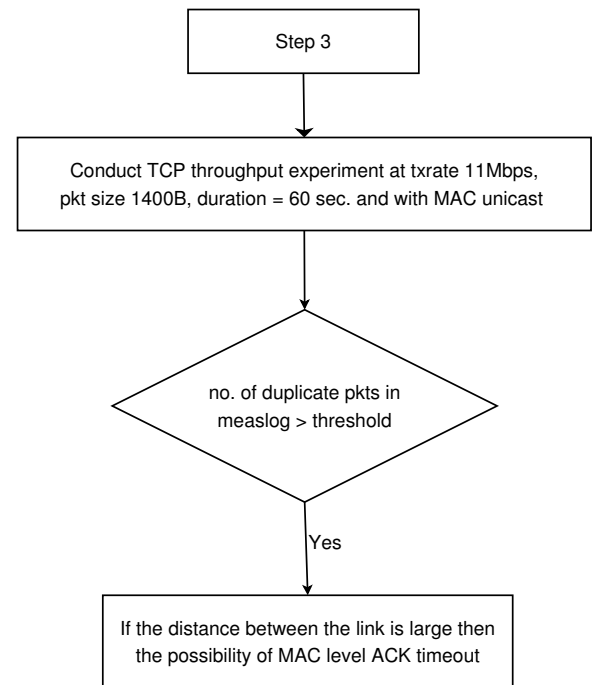 Step 3
Conduct TCP throughput experiment at txrate 11Mbps,
pkt size 1400B, duration = 60 sec. and with MAC unicast
no. of duplicate pkts in
measlog > threshold
Yes
If the distance between the link is large then
the possibility of MAC level ACK timeout